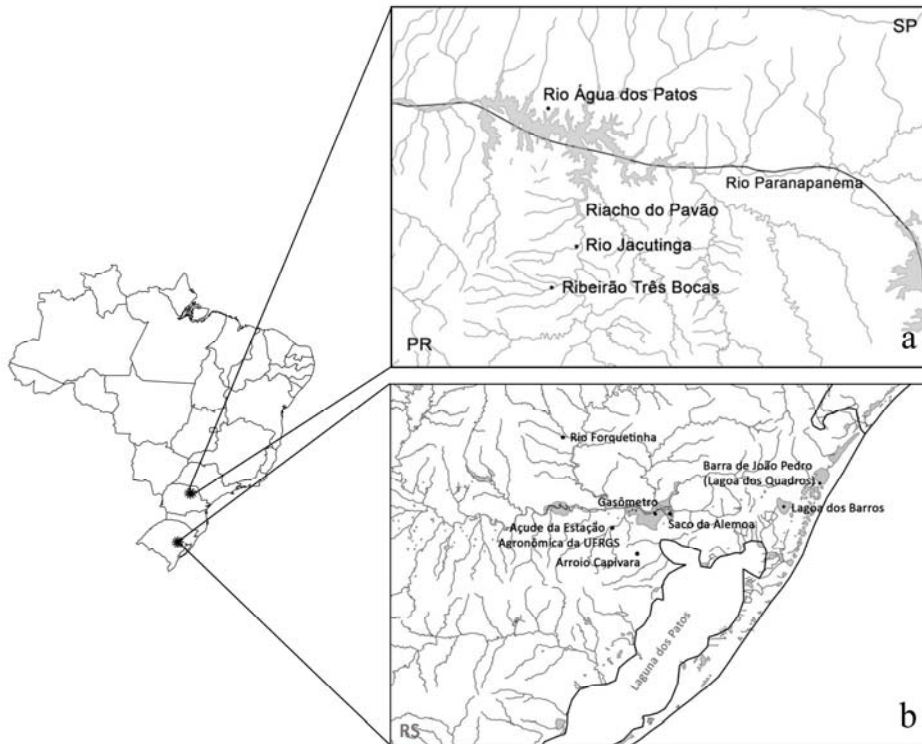 SP
Rio Água dos Patos
Rio Paranapanema
Riacho do Pavão
Rio Jacutinga
Ribeirão Três Bocas
PR
a
Rio Forquetinha
Barra de João Pedro
(Lagoa dos Quadros)
Gasômetro
Lagoa dos Barros
Saco da Alemoa
Açude da Estação
Agronômica da UFRGS
Arroio Capivara
Laguna dos Patos
RS
b